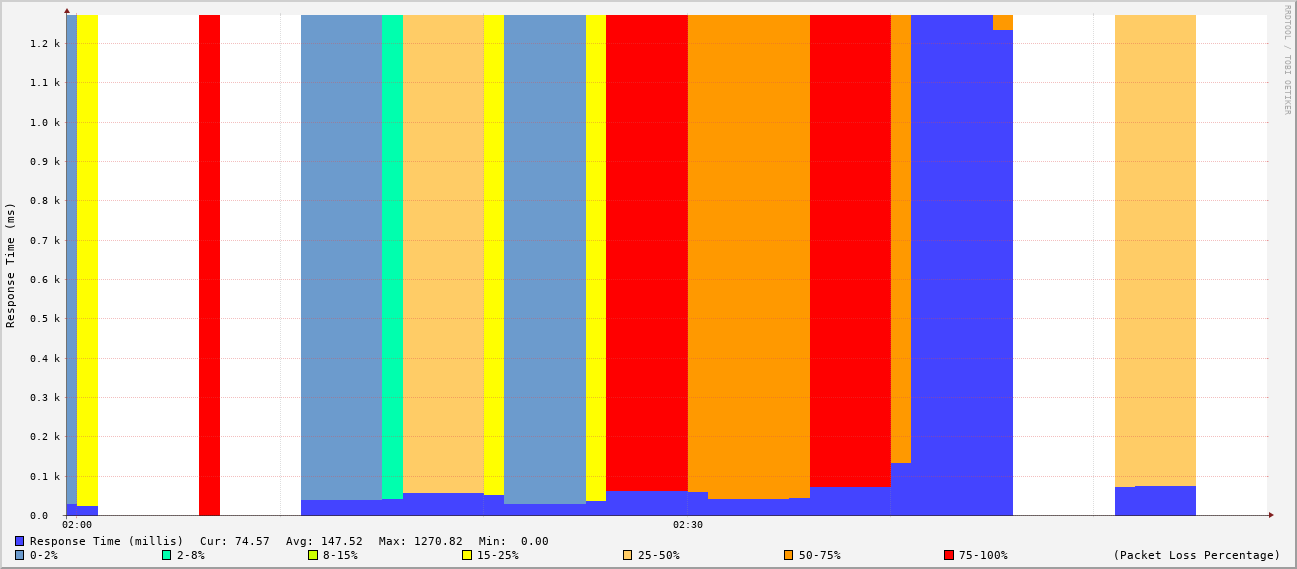 RRDTOOL / TOBI OETIKER
Response Time (ms)
1.2 k
1.1 k
1.0 k
0.9 k
0.8 k
0.7 k
0.6 k
0.5 k
0.4 k
0.3 k
0.2 k
0.1 k
0.0
02:00 02:30
Response Time (millis) Cur: 74.57 Avg: 147.52 Max: 1270.82 Min: 0.00
0-2% 2-8% 8-15% 15-25% 25-50% 50-75% 75-100% (Packet Loss Percentage)